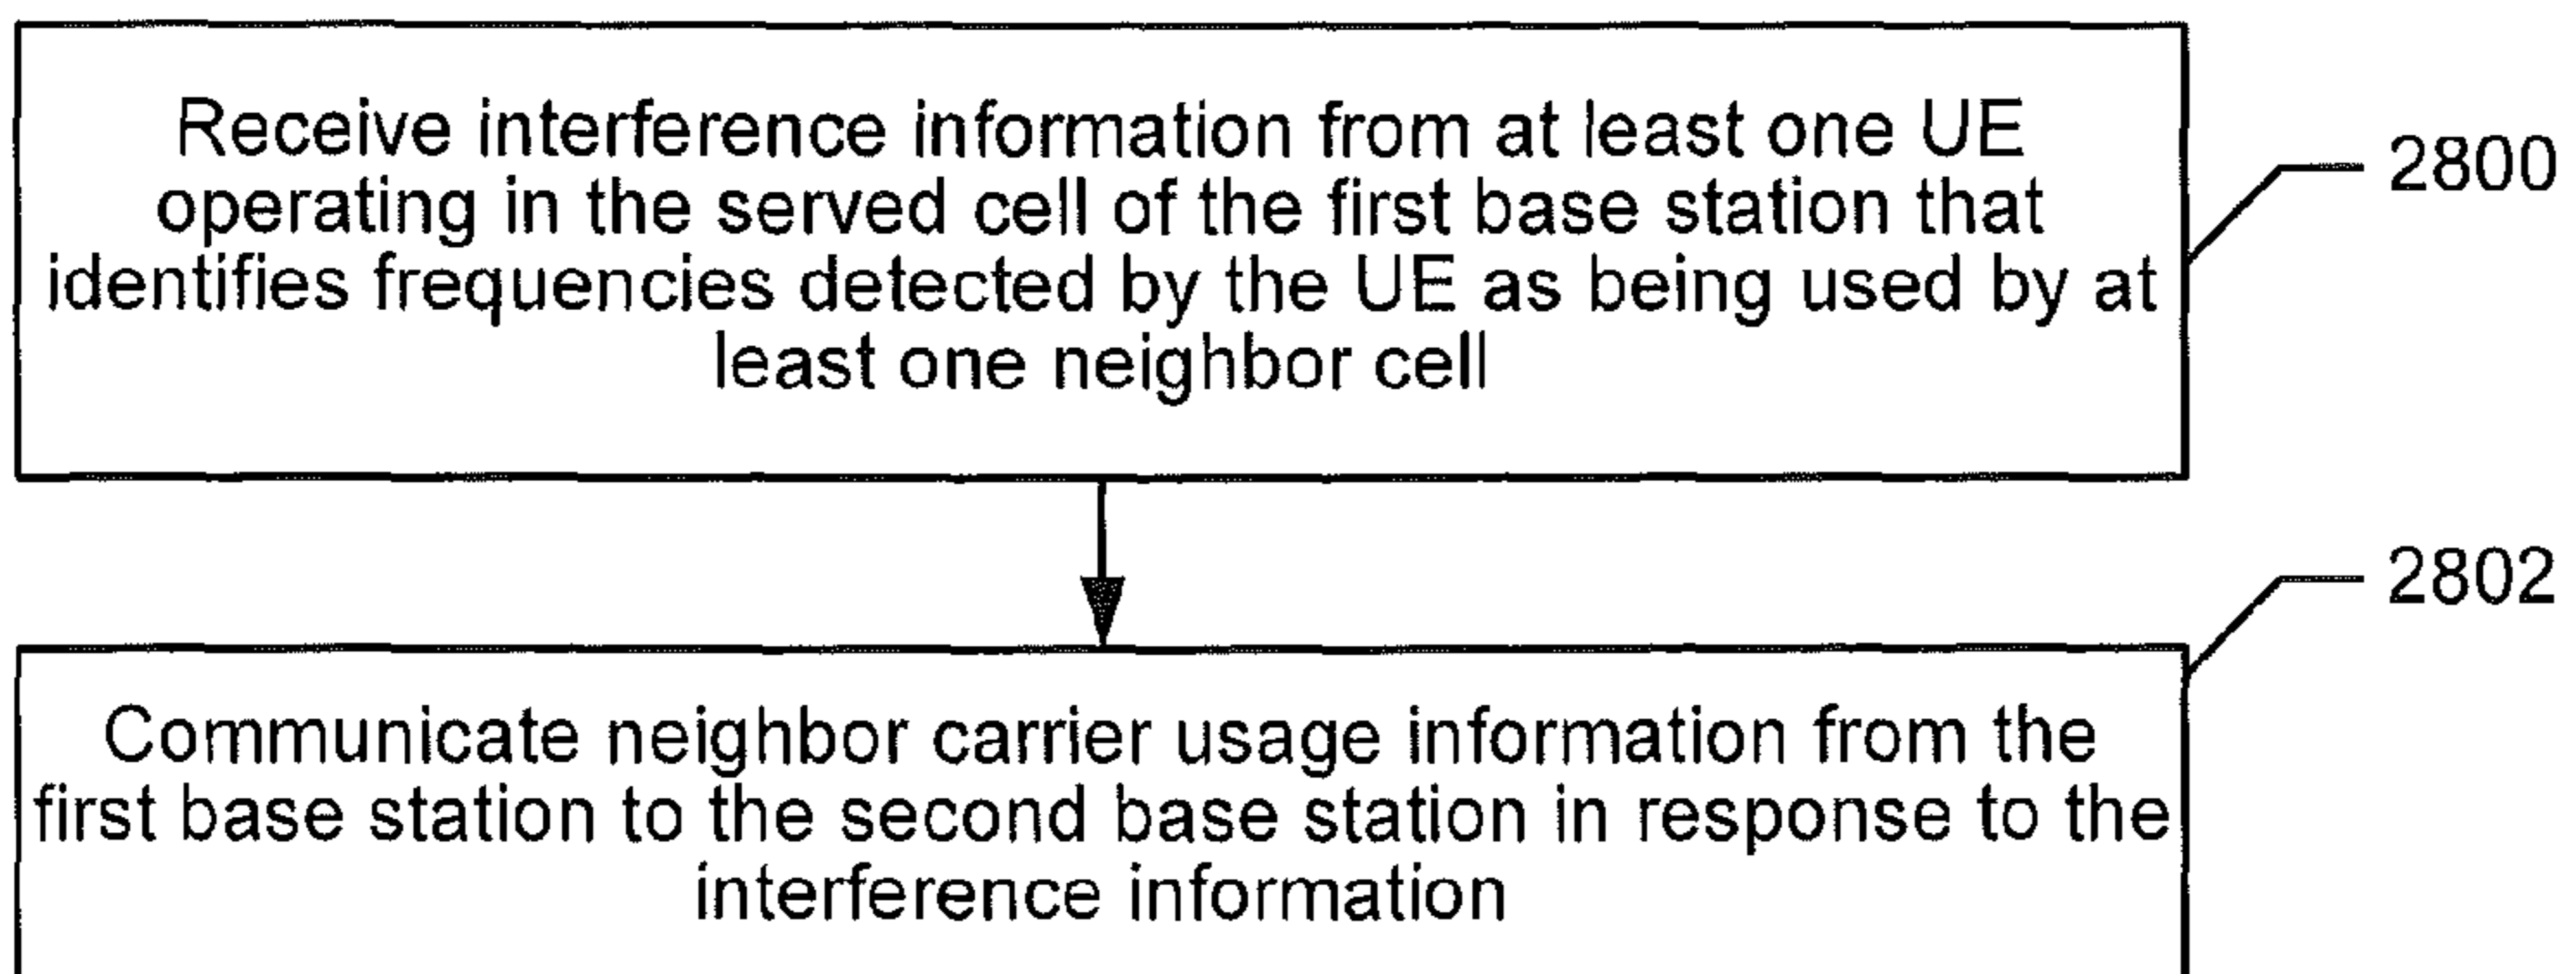 Receive interference information from at least one UE
operating in the served cell of the first base station that
identifies frequencies detected by the UE as being used by at
least one neighbor cell
2800
2802
Communicate neighbor carrier usage information from the
first base station to the second base station in response to the
interference information